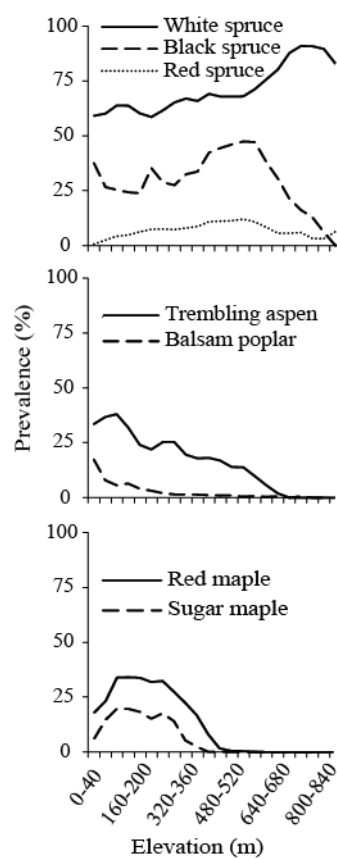 100
White spruce
Black spruce
75
Red spruce
50
25
0
Prevalence (%)
100
75
Trembling aspen
Balsam poplar
50
25
0
100
75
Red maple
Sugar maple
50
25
0
0-40
160-200
320-360
480-520
640-680
800-840
Elevation (m)